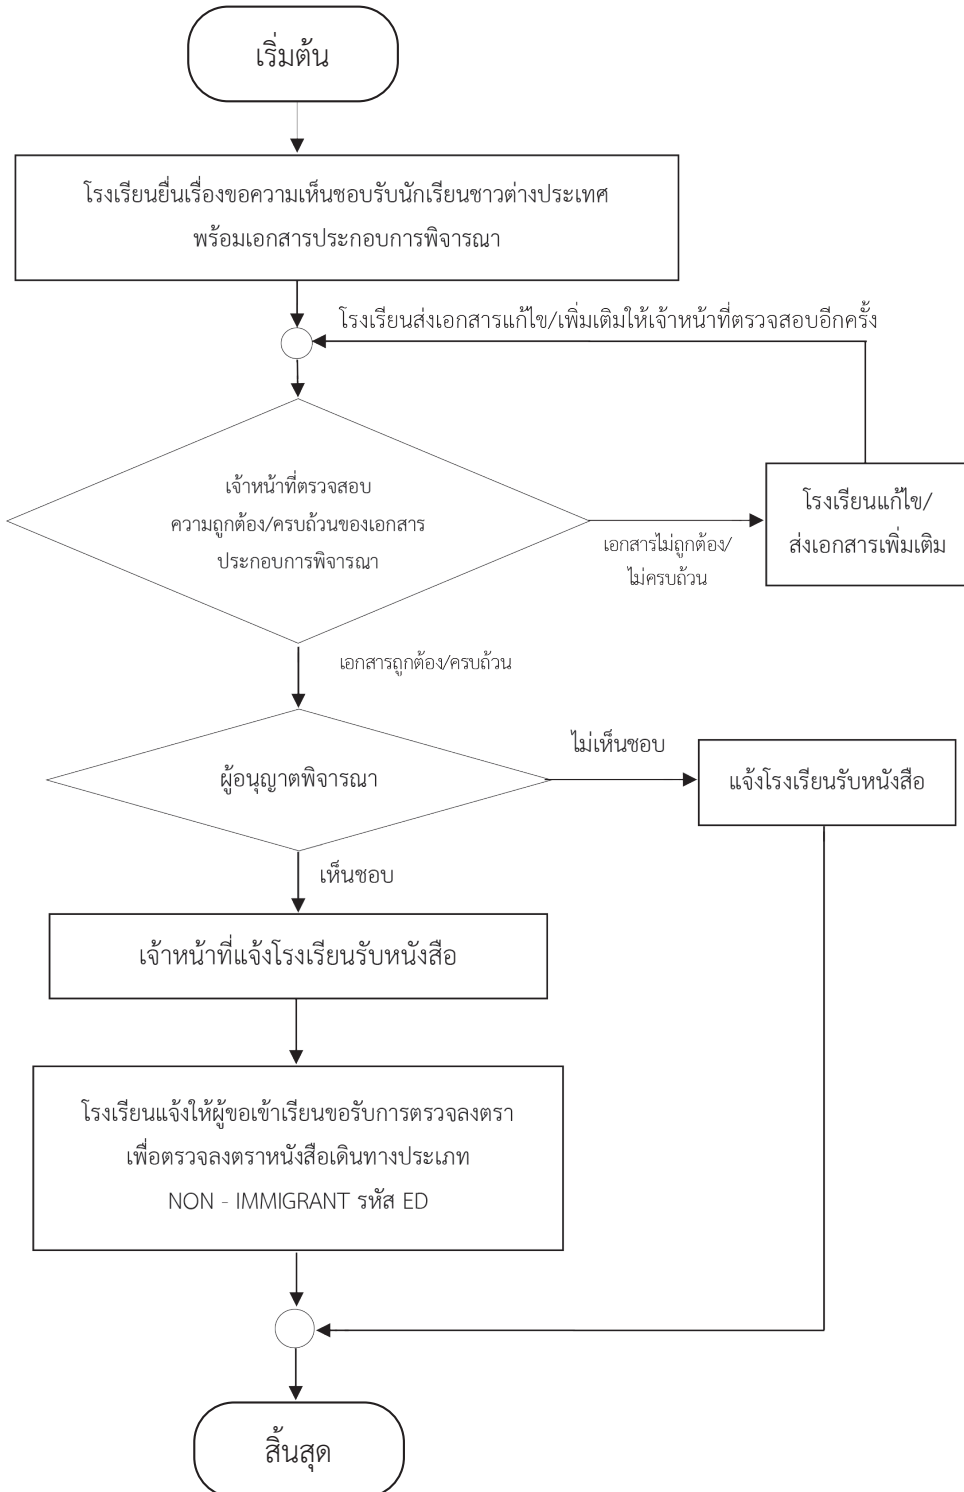 เริ่มต้น
โรงเรียนยื่นเรื่องขอความเห็นชอบรับนักเรียนชาวต่างประเทศ
พร้อมเอกสารประกอบการพิจารณา
โรงเรียนส่งเอกสารแก้ไข/เพิ่มเติมให้เจ้าหน้าที่ตรวจสอบอีกครั้ง
เจ้าหน้าที่ตรวจสอบ
ความถูกต้อง/ครบถ้วนของเอกสาร
ประกอบการพิจารณา
เอกสารไม่ถูกต้อง/
ไม่ครบถ้วน
โรงเรียนแก้ไข/
ส่งเอกสารเพิ่มเติม
เอกสารถูกต้อง/ครบถ้วน
ผู้อนุญาตพิจารณา
ไม่เห็นชอบ
แจ้งโรงเรียนรับหนังสือ
เห็นชอบ
เจ้าหน้าที่แจ้งโรงเรียนรับหนังสือ
โรงเรียนแจ้งให้ผู้ขอเข้าเรียนขอรับการตรวจลงตรา
เพื่อตรวจลงตราหนังสือเดินทางประเภท
NON - IMMIGRANT รหัส ED
สิ้นสุด